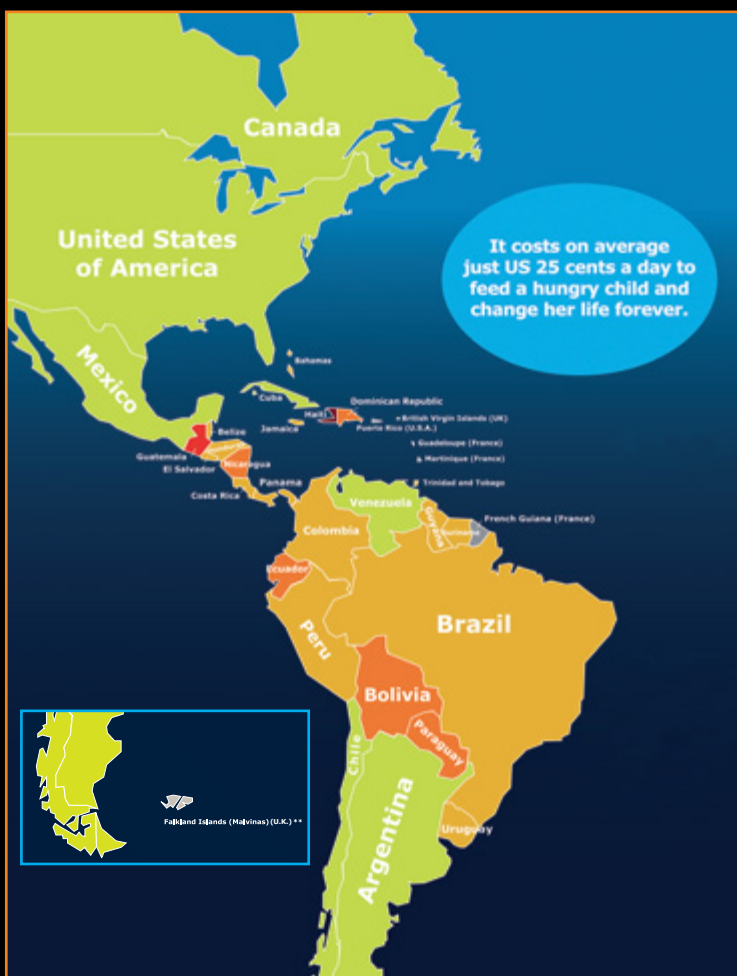 Canada
United States
of America
It costs on average
just US 25 cents a day to
feed a hungry child and
change her life forever.
Mexico
Bahamas
Cuba
Dominican Republic
Haiti
British Virgin Islands (UK)
Jamaica
Puerto Rico (U.S.A.)
Belize
Guadeloupe (France)
Guatemala
Martinique (France)
El Salvador
Nicaragua
Panama
Trinidad and Tobago
Costa Rica
Venezuela
French Guiana (France)
Colombia
Guyana
Ecuador
Brazil
Peru
Bolivia
Paraguay
Chile
Argentina
Uruguay
Falkland Islands (Malvinas)(U.K.)**